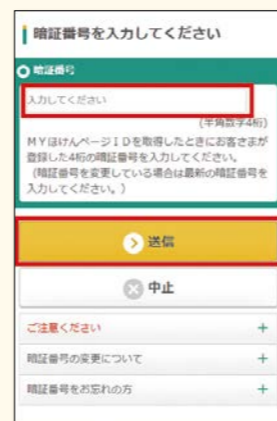 暗証番号を入力してください
暗証番号
入力してください
(半角数字4桁)
MYほけんページIDを取得したときにお客さまが
登録した4桁の暗証番号を入力してください。
(暗証番号を変更している場合は最新の暗証番号を
入力してください。)
送信
中止
ご注意ください
暗証番号の変更について
暗証番号をお忘れの方